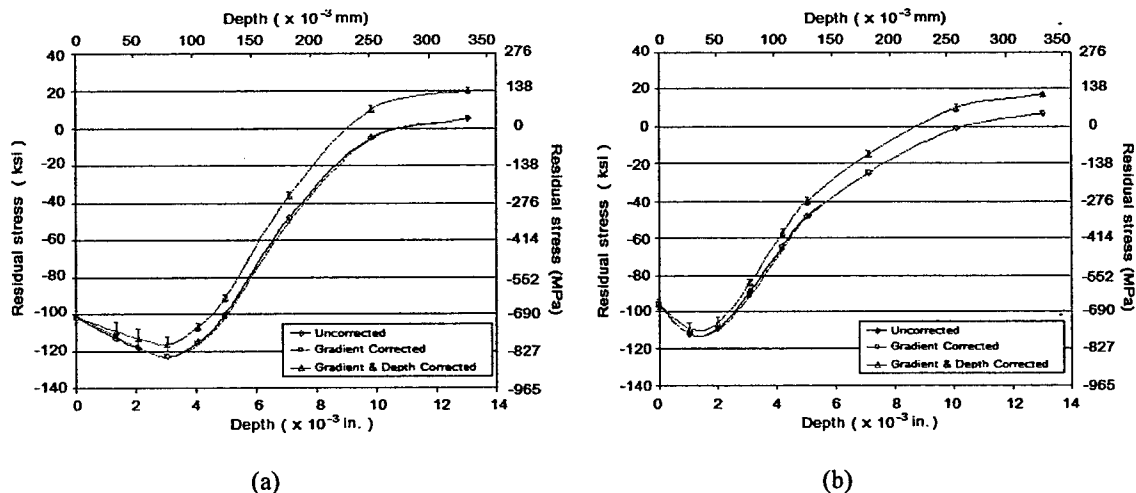 Depth ( x 10⁻³ mm)
0 50 100 150 200 250 300 350
40 276
20 138
0 0
-20 -138
-40 -276
-60 -414
-80 -552
-100 -690
-120 -827
-140 -965
Residual stress ( ksi )
Residual stress (MPa)
Uncorrected
Gradient Corrected
Gradient & Depth Corrected
0 2 4 6 8 10 12 14
Depth ( x 10⁻³ in.)
(a)
Depth ( x 10⁻³ mm)
0 50 100 150 200 250 300 350
40 276
20 138
0 0
-20 -138
-40 -276
-60 -414
-80 -552
-100 -690
-120 -827
-140 -965
Residual stress ( ksi )
Residual stress (MPa)
Uncorrected
Gradient Corrected
Gradient & Depth Corrected
0 2 4 6 8 10 12 14
Depth ( x 10⁻³ in.)
(b)